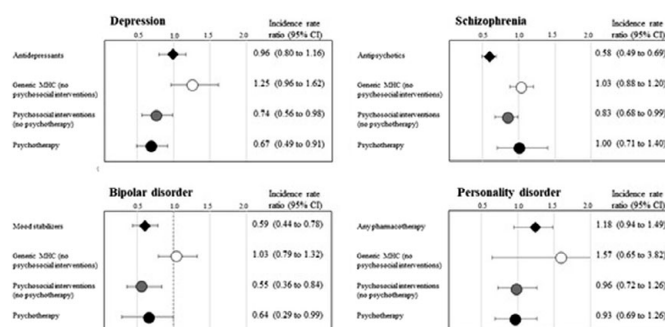 Depression
Incidence rate
ratio (95% CI)
0.5 1.0 1.5 2.0
Antidepressants 0.96 (0.80 to 1.16)
Generic MHC (no
psychosocial interventions) 1.25 (0.96 to 1.62)
Psychosocial interventions
(no psychotherapy) 0.74 (0.56 to 0.98)
Psychotherapy 0.67 (0.49 to 0.91)
Schizophrenia
Incidence rate
ratio (95% CI)
0.5 1.0 1.5 2.0
Antipsychotics 0.58 (0.49 to 0.69)
Generic MHC (no
psychosocial interventions) 1.03 (0.88 to 1.20)
Psychosocial interventions
(no psychotherapy) 0.83 (0.68 to 0.99)
Psychotherapy 1.00 (0.71 to 1.40)
Bipolar disorder
Incidence rate
ratio (95% CI)
0.5 1.0 1.5 2.0
Mood stabilizers 0.59 (0.44 to 0.78)
Generic MHC (no
psychosocial interventions) 1.03 (0.79 to 1.32)
Psychosocial interventions
(no psychotherapy) 0.55 (0.36 to 0.84)
Psychotherapy 0.64 (0.29 to 0.99)
Personality disorder
Incidence rate
ratio (95% CI)
0.5 1.0 1.5 2.0
Any pharmacotherapy 1.18 (0.94 to 1.49)
Generic MHC (no
psychosocial interventions) 1.57 (0.65 to 3.82)
Psychosocial interventions
(no psychotherapy) 0.96 (0.72 to 1.26)
Psychotherapy 0.93 (0.69 to 1.26)